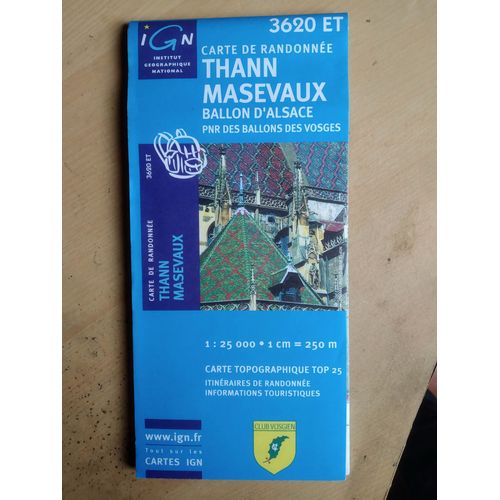 3620 ET
IGN
INSTITUT
GEOGRAPHIQUE
NATIONAL
CARTE DE RANDONNÉE
THANN
MASEVAUX
BALLON D'ALSACE
PNR DES BALLONS DES VOSGES
3620 ET
CARTE DE RANDONNÉE
THANN
MASEVAUX
1 : 25 000 • 1 cm = 250 m
CARTE TOPOGRAPHIQUE TOP 25
ITINÉRAIRES DE RANDONNÉE
INFORMATIONS TOURISTIQUES
www.ign.fr
Tout sur les
CARTES IGN
CLUB VOSGIEN